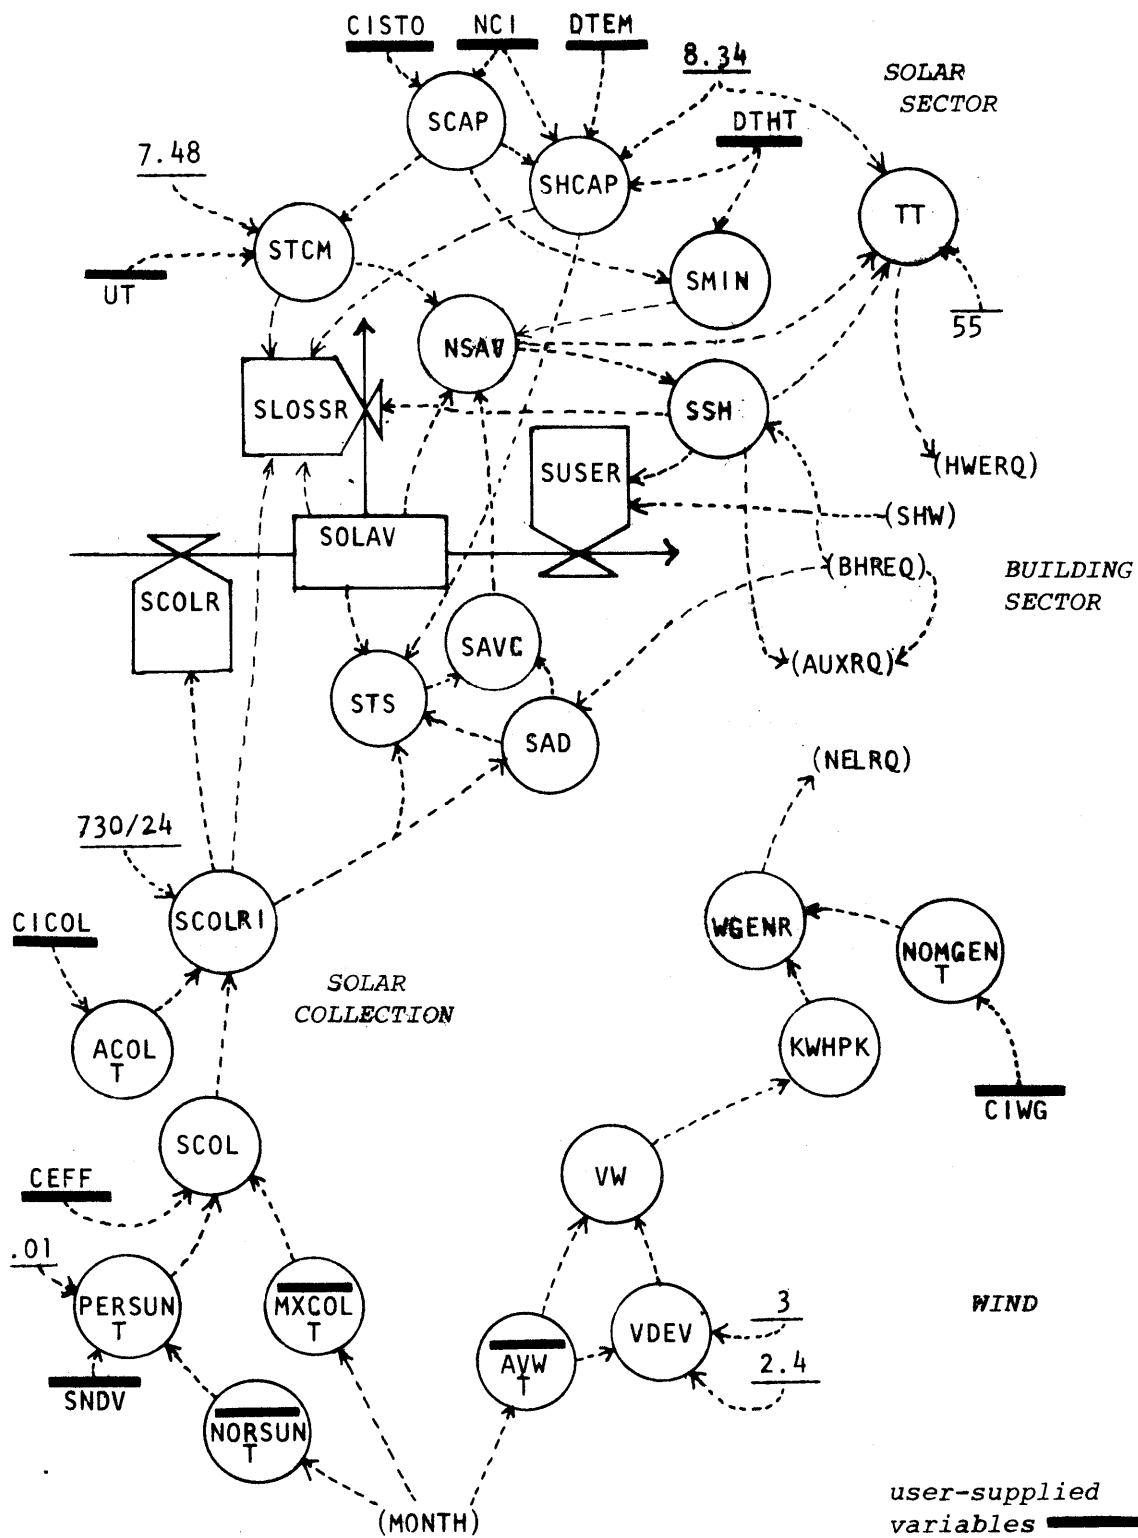 CISTO
NCI
DTEM
8.34
SOLAR
SECTOR
SCAP
DTHT
7.48
SHCAP
TT
STCM
SMIN
UT
55
NSAV
SLOSSR
SSH
SUSER
(HWERQ)
(SHW)
SOLAV
(BHREQ)
BUILDING
SECTOR
SCOLR
SAVC
(AUXRQ)
STS
SAD
(NELRQ)
730/24
CICOL
SCOLRI
WGENR
NOMGEN
T
SOLAR
COLLECTION
ACOL
T
KWHPK
CIWG
SCOL
VW
CEFF
.01
PERSUN
T
MXCOL
T
3
WIND
VDEV
AVW
T
2.4
SNDV
NORSUN
T
(MONTH)
user-supplied
variables